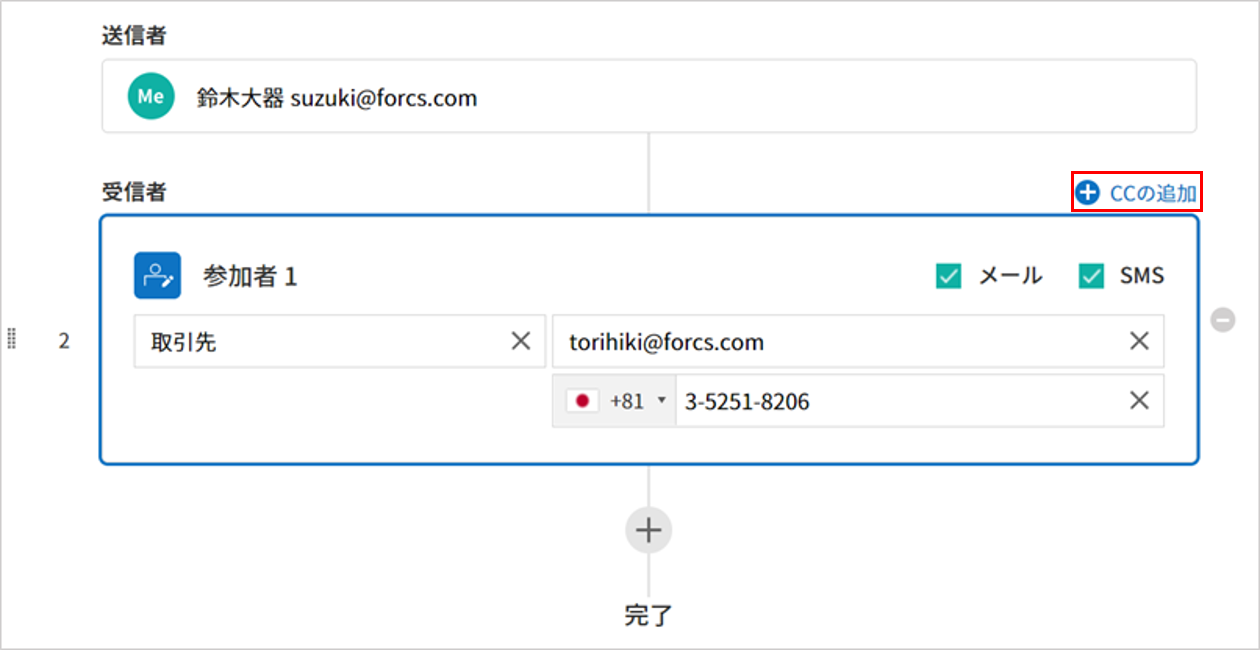 送信者
Me 鈴木大器 suzuki@forcs.com
受信者 CCの追加
参加者 1 メール SMS
2 取引先 torihiki@forcs.com
+81 3-5251-8206
完了